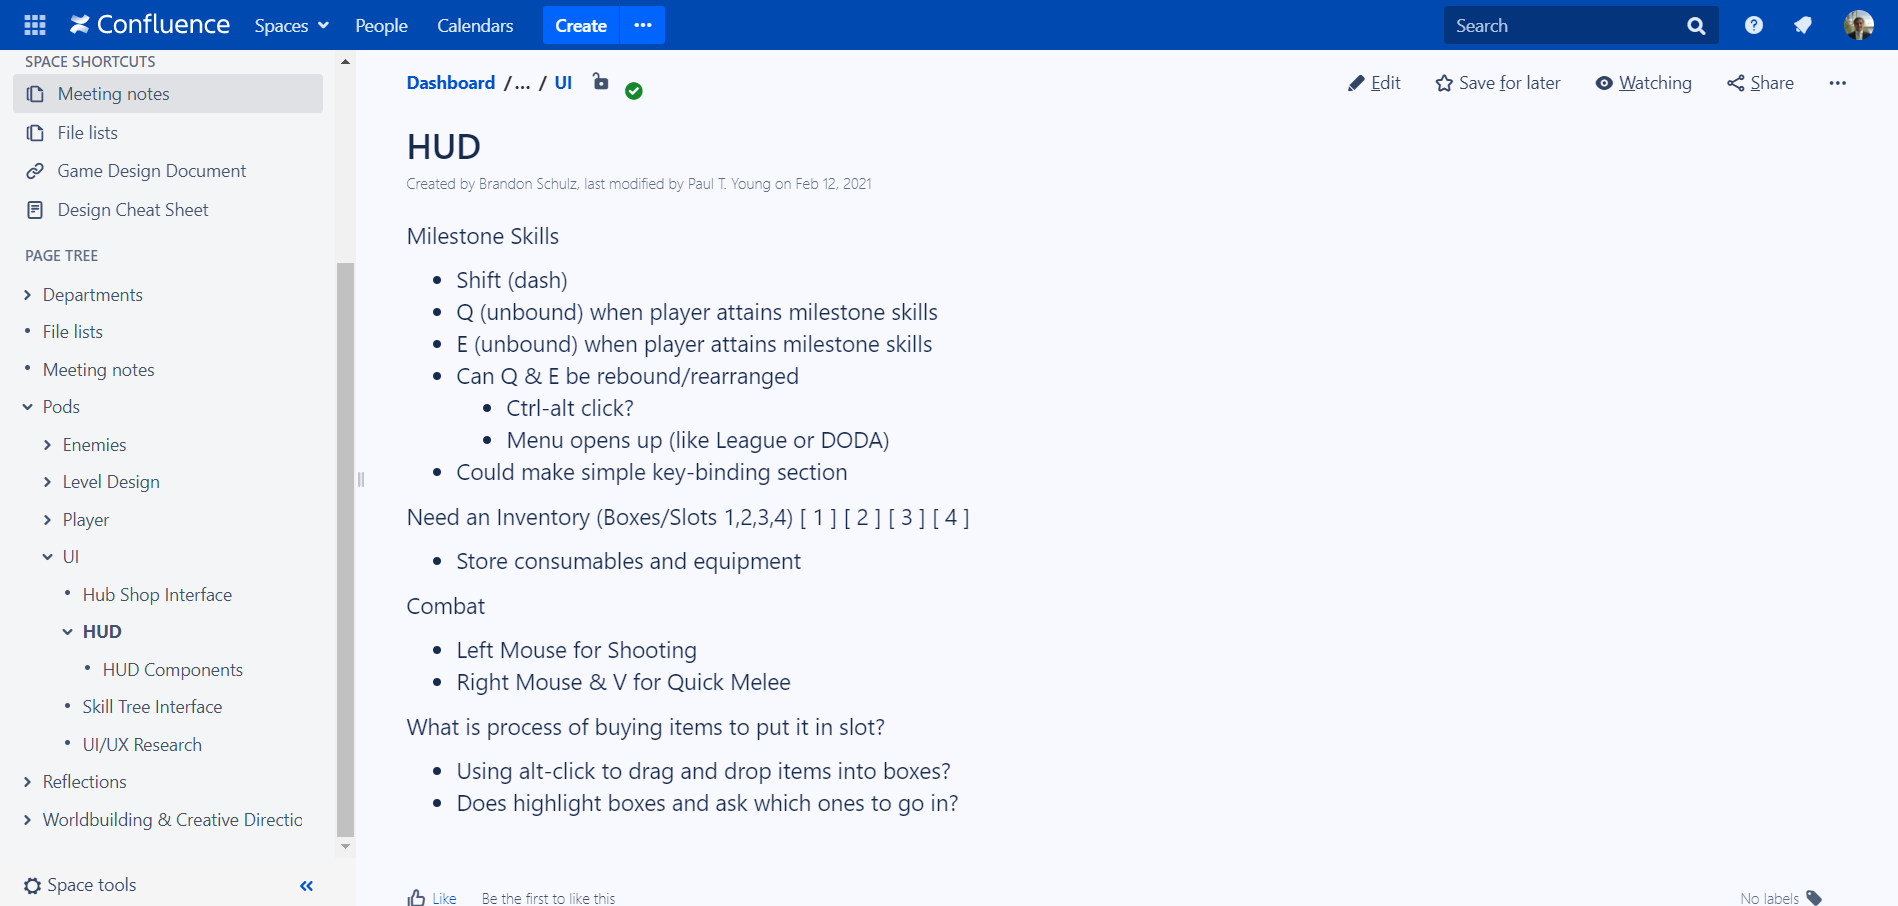 Confluence Spaces People Calendars Create ··· Search
SPACE SHORTCUTS
Meeting notes
File lists
Game Design Document
Design Cheat Sheet
PAGE TREE
Departments
File lists
Meeting notes
Pods
Enemies
Level Design
Player
UI
Hub Shop Interface
HUD
HUD Components
Skill Tree Interface
UI/UX Research
Reflections
Worldbuilding & Creative Directio
Space tools
Dashboard /... / UI
Edit Save for later Watching Share ···
HUD
Created by Brandon Schulz, last modified by Paul T. Young on Feb 12, 2021
Milestone Skills
• Shift (dash)
• Q (unbound) when player attains milestone skills
• E (unbound) when player attains milestone skills
• Can Q & E be rebound/rearranged
• Ctrl-alt click?
• Menu opens up (like League or DODA)
• Could make simple key-binding section
Need an Inventory (Boxes/Slots 1,2,3,4) [ 1 ] [ 2 ] [ 3 ] [ 4 ]
• Store consumables and equipment
Combat
• Left Mouse for Shooting
• Right Mouse & V for Quick Melee
What is process of buying items to put it in slot?
• Using alt-click to drag and drop items into boxes?
• Does highlight boxes and ask which ones to go in?
Like Be the first to like this
No labels